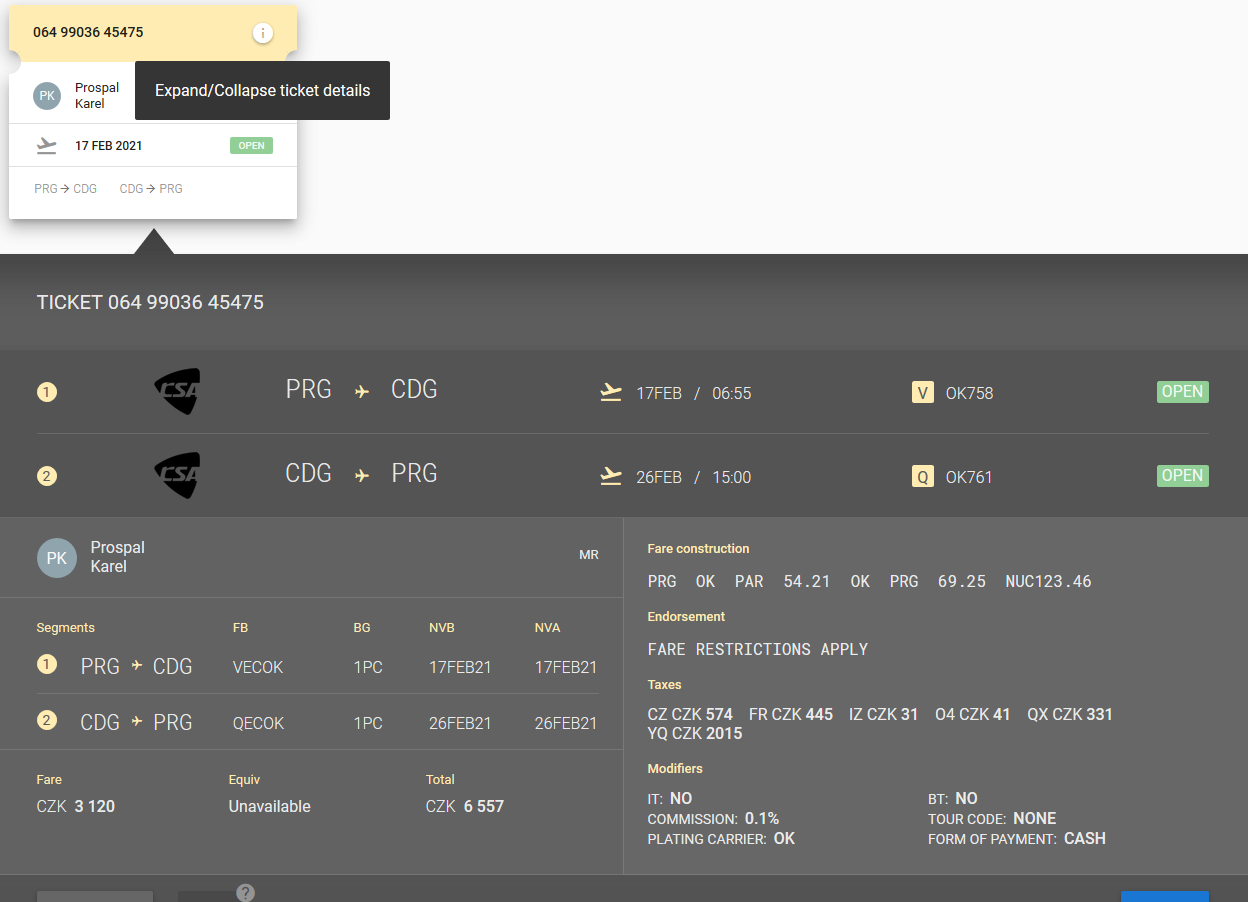 064 99036 45475
i
PK
Prospal
Karel
Expand/Collapse ticket details
17 FEB 2021
OPEN
PRG → CDG CDG → PRG
TICKET 064 99036 45475
1 CSA PRG CDG 17FEB / 06:55 V OK758 OPEN
2 CSA CDG PRG 26FEB / 15:00 Q OK761 OPEN
PK
Prospal
Karel
MR
Segments FB BG NVB NVA
1 PRG CDG VECOK 1PC 17FEB21 17FEB21
2 CDG PRG QECOK 1PC 26FEB21 26FEB21
Fare Equiv Total
CZK 3 120 Unavailable CZK 6 557
Fare construction
PRG OK PAR 54.21 OK PRG 69.25 NUC123.46
Endorsement
FARE RESTRICTIONS APPLY
Taxes
CZ CZK 574 FR CZK 445 IZ CZK 31 O4 CZK 41 QX CZK 331
YQ CZK 2015
Modifiers
IT: NO BT: NO
COMMISSION: 0.1% TOUR CODE: NONE
PLATING CARRIER: OK FORM OF PAYMENT: CASH
?